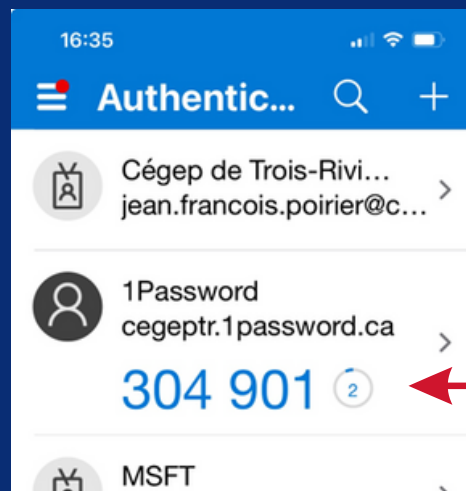 16:35
Authentic...
Cégep de Trois-Rivi...
jean.francois.poirier@c...
1Password
cegeptr.1password.ca
304 901 2
MSFT